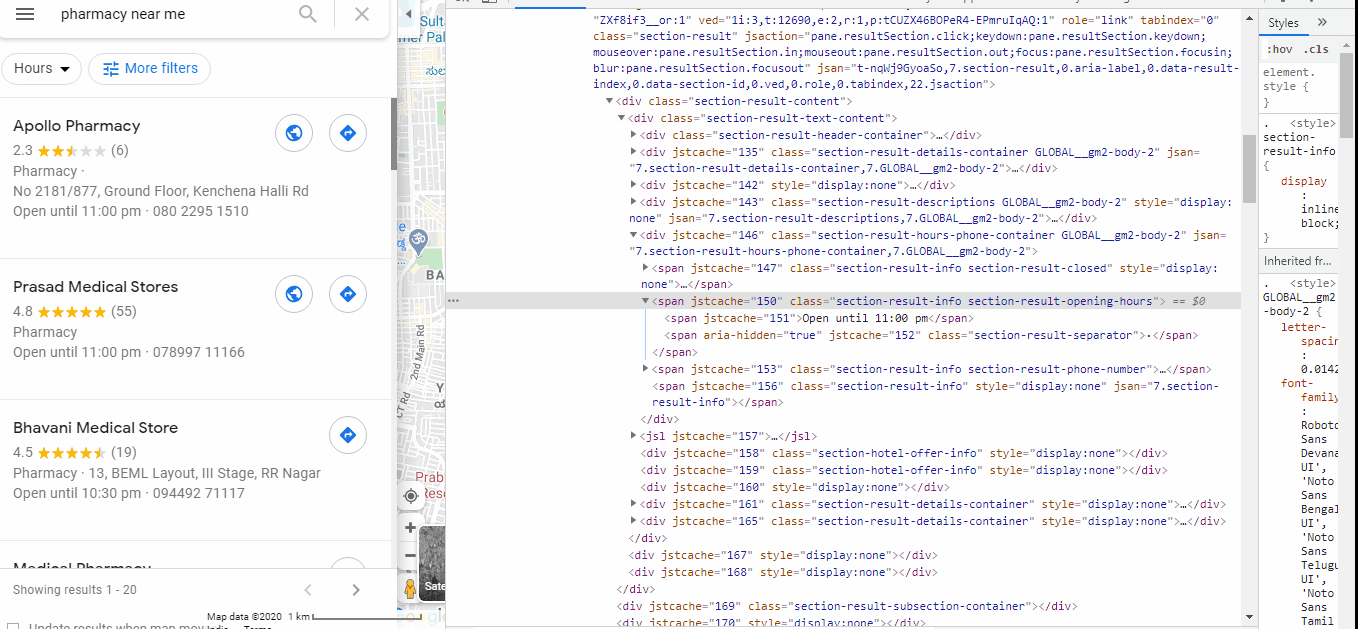 pharmacy near me
Hours
More filters
Apollo Pharmacy
2.3 (6)
Pharmacy ·
No 2181/877, Ground Floor, Kenchena Halli Rd
Open until 11:00 pm · 080 2295 1510
Prasad Medical Stores
4.8 (55)
Pharmacy
Open until 11:00 pm · 078997 11166
Bhavani Medical Store
4.5 (19)
Pharmacy · 13, BEML Layout, III Stage, RR Nagar
Open until 10:30 pm · 094492 71117
Medical Pharmacy
Showing results 1 - 20
Update results when map mov
Map data ©2020 1 km
India Terms
Sult
ner Pal
ಸುಲ
BA
2nd Main Rd
CT Rd
Prab
Rese
Sate
"ZXf8if3__or:1" ved="1i:3,t:12690,e:2,r:1,p:tCUZX46BOPeR4-EPmruIqAQ:1" role="link" tabindex="0"
class="section-result" jsaction="pane.resultSection.click;keydown:pane.resultSection.keydown;
mouseover:pane.resultSection.in;mouseout:pane.resultSection.out;focus:pane.resultSection.focusin;
blur:pane.resultSection.focusout" jsan="t-nqWj9GyoaSo,7.section-result,0.aria-label,0.data-result-
index,0.data-section-id,0.ved,0.role,0.tabindex,22.jsaction">
<div class="section-result-content">
<div class="section-result-text-content">
<div class="section-result-header-container">…</div>
<div jstcache="135" class="section-result-details-container GLOBAL__gm2-body-2" jsan=
"7.section-result-details-container,7.GLOBAL__gm2-body-2">…</div>
<div jstcache="142" style="display:none">…</div>
<div jstcache="143" class="section-result-descriptions GLOBAL__gm2-body-2" style="display:
none" jsan="7.section-result-descriptions,7.GLOBAL__gm2-body-2">…</div>
<div jstcache="146" class="section-result-hours-phone-container GLOBAL__gm2-body-2" jsan=
"7.section-result-hours-phone-container,7.GLOBAL__gm2-body-2">
<span jstcache="147" class="section-result-info section-result-closed" style="display:
none">…</span>
<span jstcache="150" class="section-result-info section-result-opening-hours"> == $0
<span jstcache="151">Open until 11:00 pm</span>
<span aria-hidden="true" jstcache="152" class="section-result-separator">·</span>
</span>
<span jstcache="153" class="section-result-info section-result-phone-number">…</span>
<span jstcache="156" class="section-result-info" style="display:none" jsan="7.section-
result-info"></span>
</div>
<jsl jstcache="157">…</jsl>
<div jstcache="158" class="section-hotel-offer-info" style="display:none"></div>
<div jstcache="159" class="section-hotel-offer-info" style="display:none"></div>
<div jstcache="160" style="display:none"></div>
<div jstcache="161" class="section-result-details-container" style="display:none">…</div>
<div jstcache="165" class="section-result-details-container" style="display:none">…</div>
</div>
<div jstcache="167" style="display:none"></div>
<div jstcache="168" style="display:none"></div>
</div>
<div jstcache="169" class="section-result-subsection-container"></div>
<div jstcache="170" style="display:none"></div>
Styles »
:hov .cls
element.
style {
}
. <style>
section-
result-info
{
display
:
inline
block;
}
Inherited fr…
. <style>
GLOBAL__gm2
-body-2 {
letter-
spacin
:
0.0142
font-
family
:
Roboto
Sans
Devana
UI',
'Noto
Sans
Bengal
UI',
'Noto
Sans
Telugu
UI',
'Noto
Sans
Tamil